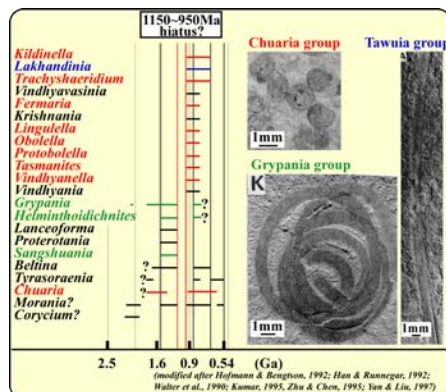 1150~950Ma
hiatus?
Kildinella
Lakhandinia
Trachyshaeridium
Vindhyavasinia
Fermaria
Krishnania
Lingulella
Obolella
Protobolella
Tasmanites
Vindhyanella
Vindhyania
Grypania ?
Helminthoidichnites ?
Lanceoforma
Proterotania
Sangshuania
Beltina ?
Tyrasoraenia ?
Chuaria ?
Morania?
Corycium?
2.5 1.6 0.9 0.54 (Ga)
Chuaria group
1mm
Tawuia group
1mm
Grypania group
K
1mm
(modified after Hofmann & Bengtson, 1992; Han & Runnegar, 1992;
Walter et al., 1990; Kumar, 1995, Zhu & Chen, 1995; Yan & Lin, 1997)